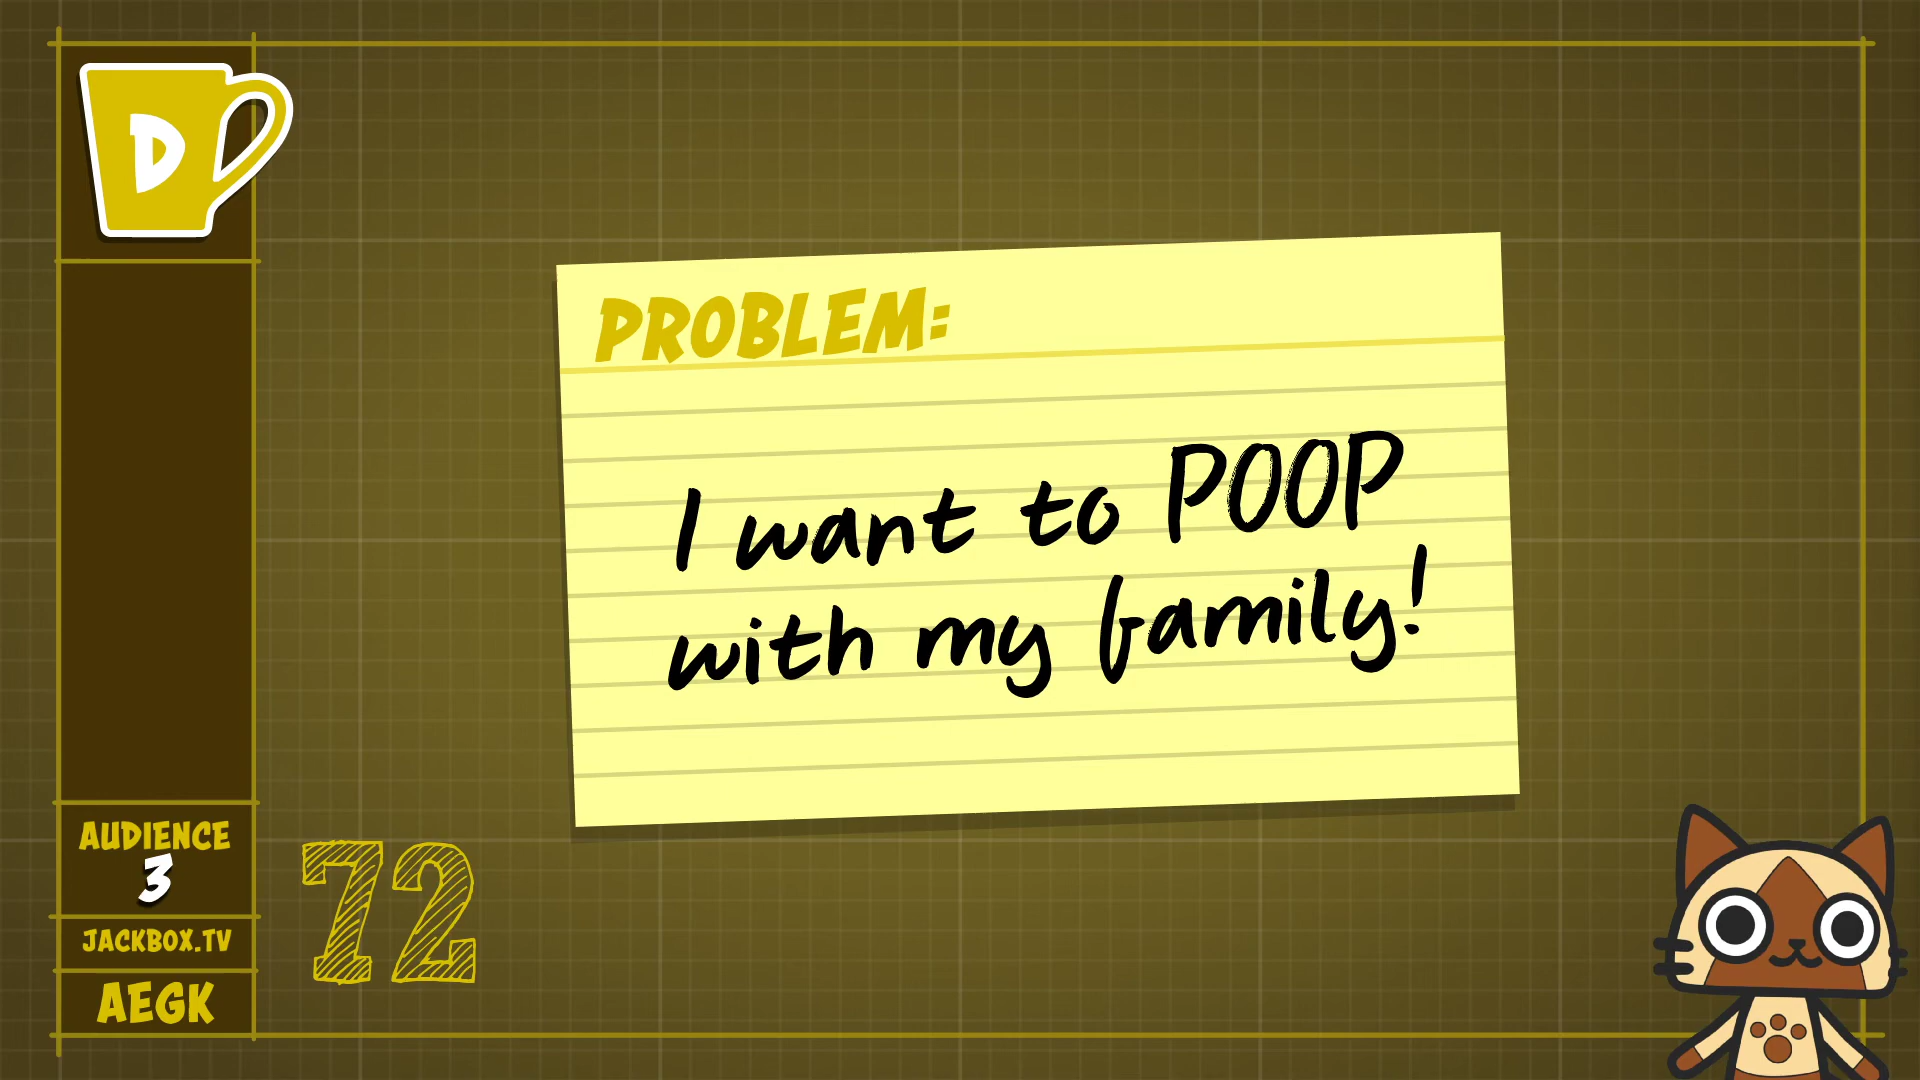 D
PROBLEM:
I want to POOP
with my family!
AUDIENCE
3
JACKBOX.TV
AEGK
72